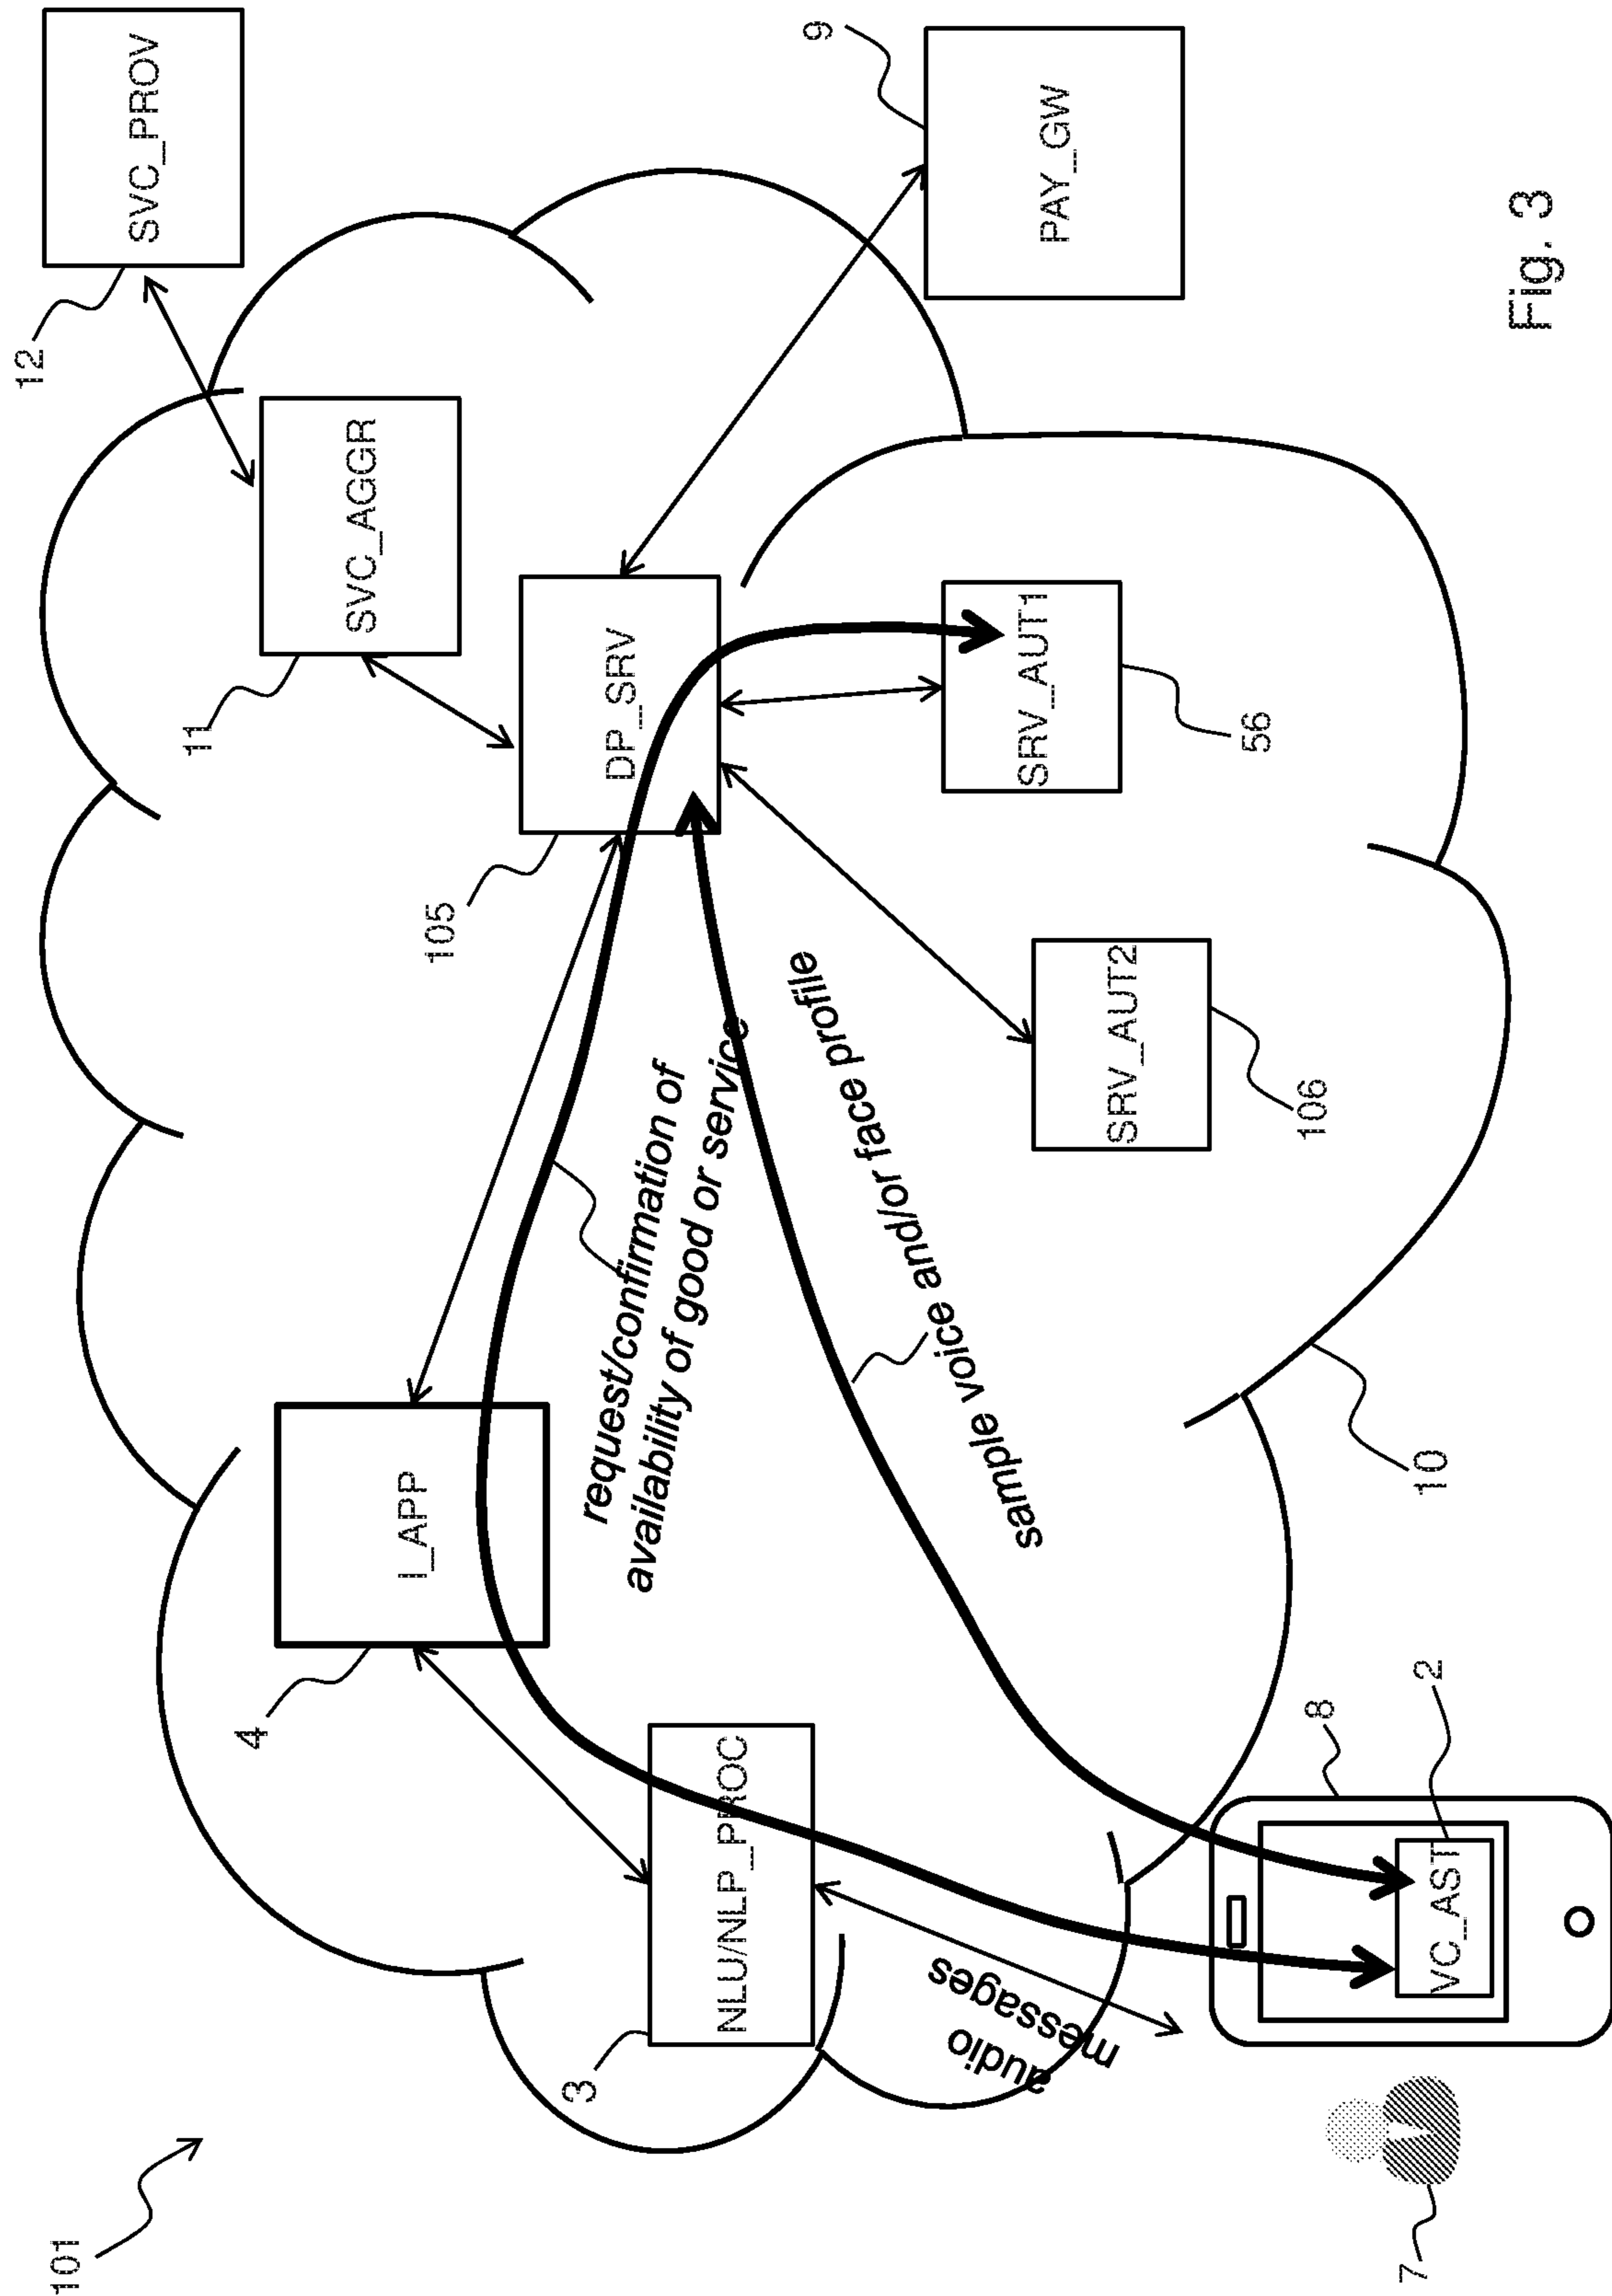 101
12
SVC_PROV
11
SVC_AGGR
9
PAY_GW
105
DP_SRV
4
I_APP
request/confirmation of
availability of good or service
sample voice and/or face profile
SRV_AUT1
56
SRV_AUT2
106
3
NLU/NLP_PROC
audio
messages
10
8
2
VC_AST
7
Fig. 3